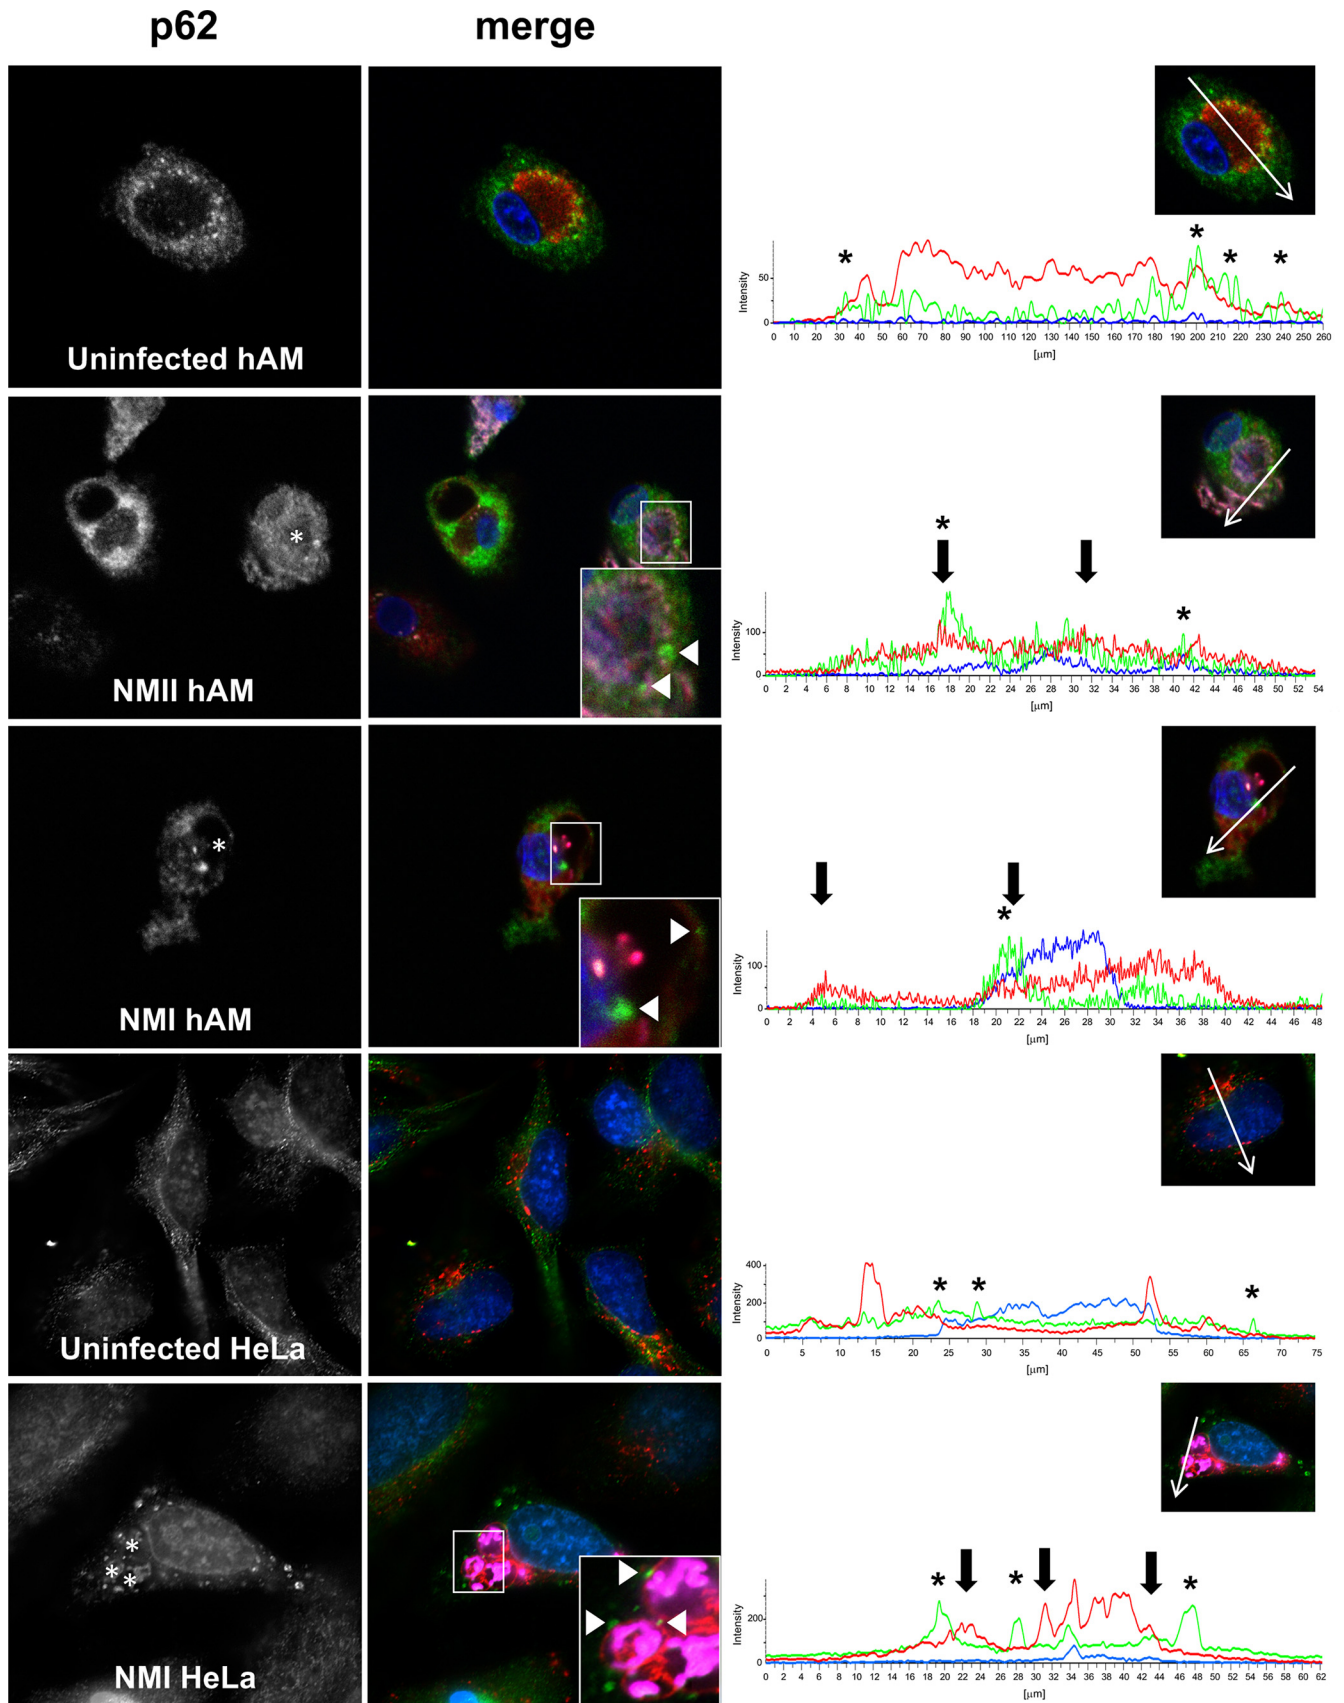 p62 merge
*
* * *
Intensity
50
0
0 10 20 30 40 50 60 70 80 90 100 110 120 130 140 150 160 170 180 190 200 210 220 230 240 250 260
[µm]
Uninfected hAM
*
*
*
Intensity
100
0
0 2 4 6 8 10 12 14 16 18 20 22 24 26 28 30 32 34 36 38 40 42 44 46 48 50 52 54
[µm]
NMII hAM
*
*
Intensity
100
0
0 2 4 6 8 10 12 14 16 18 20 22 24 26 28 30 32 34 36 38 40 42 44 46 48
[µm]
NMI hAM
* * *
Intensity
400
200
0
0 5 10 15 20 25 30 35 40 45 50 55 60 65 70 75
[µm]
Uninfected HeLa
*
* *
* * *
Intensity
200
0
0 2 4 6 8 10 12 14 16 18 20 22 24 26 28 30 32 34 36 38 40 42 44 46 48 50 52 54 56 58 60 62
[µm]
NMI HeLa